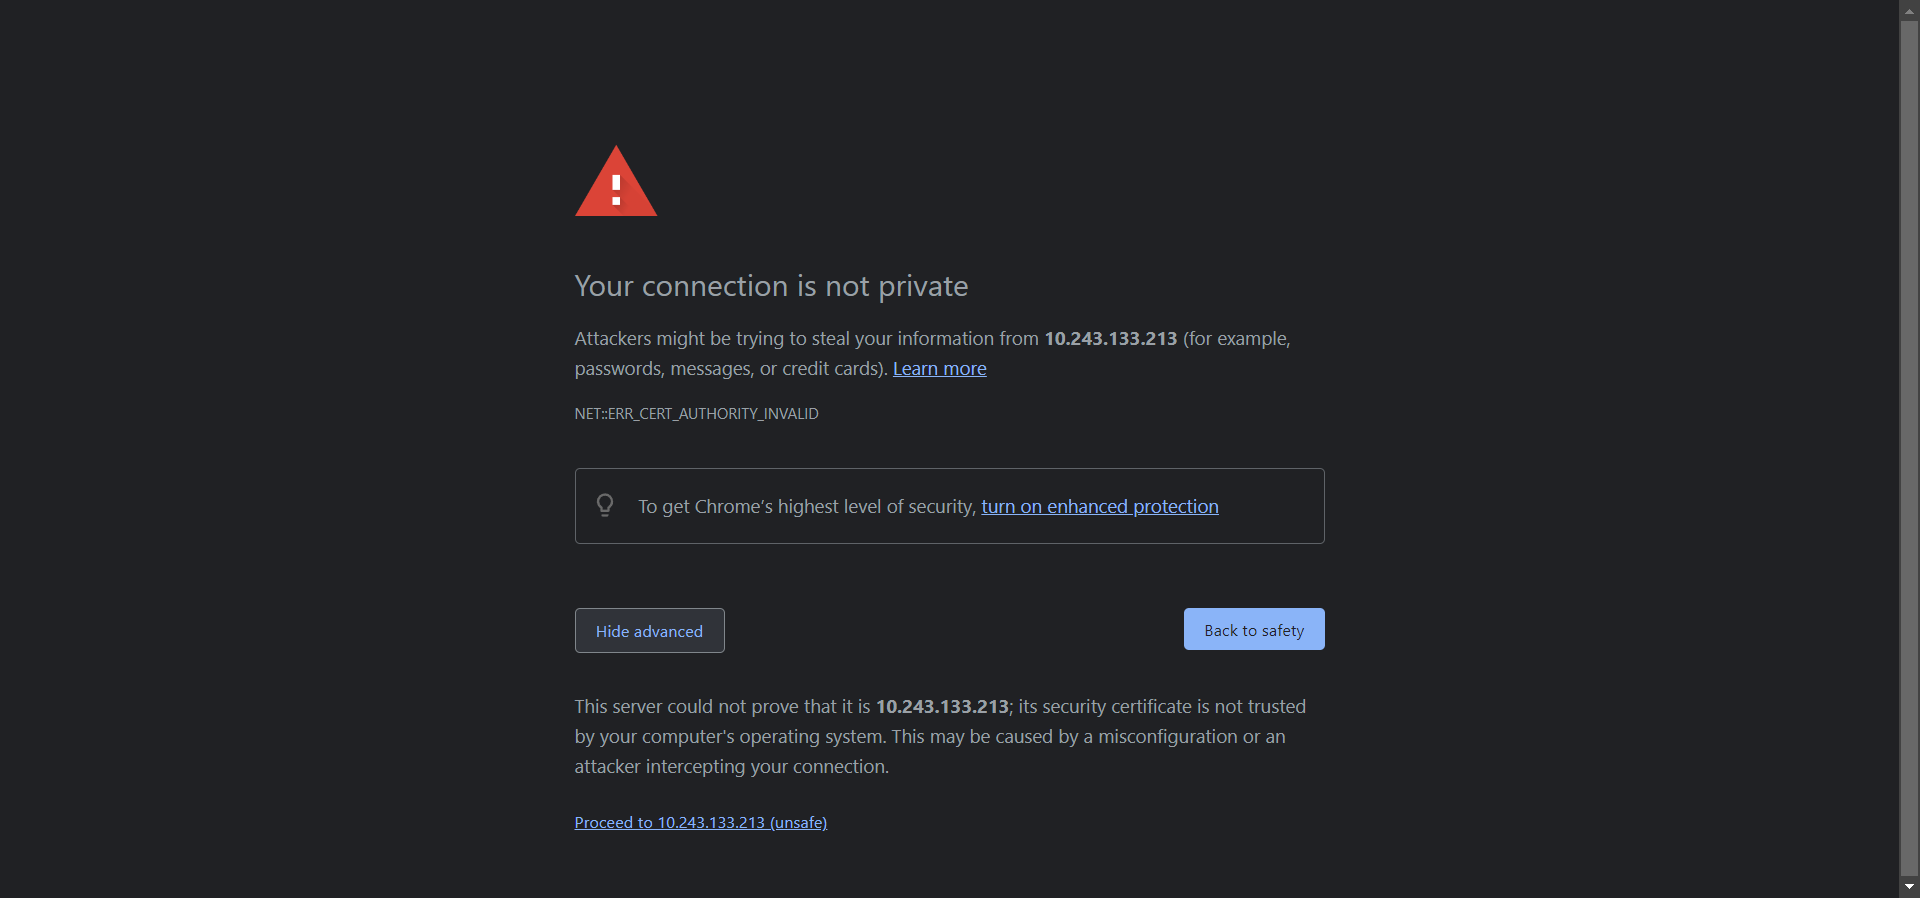 Your connection is not private
Attackers might be trying to steal your information from 10.243.133.213 (for example,
passwords, messages, or credit cards). Learn more
NET::ERR_CERT_AUTHORITY_INVALID
To get Chrome’s highest level of security, turn on enhanced protection
Hide advanced
Back to safety
This server could not prove that it is 10.243.133.213; its security certificate is not trusted
by your computer's operating system. This may be caused by a misconfiguration or an
attacker intercepting your connection.
Proceed to 10.243.133.213 (unsafe)